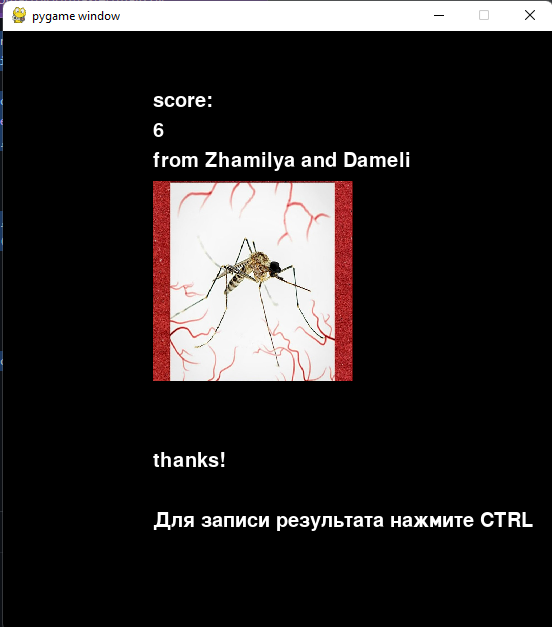 pygame window
score:
6
from Zhamilya and Dameli
thanks!
Для записи результата нажмите CTRL